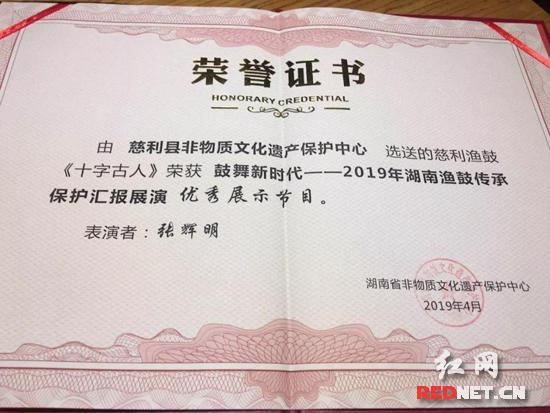 荣誉证书
HONORARY CREDENTIAL
由 慈利县非物质文化遗产保护中心 选送的慈利渔鼓
《十字古人》荣获 鼓舞新时代——2019年湖南渔鼓传承
保护汇报展演 优秀展示节目。
表演者：张辉明
湖南省非物质文化遗产保护中心
2019年4月
红网
REDNET.CN